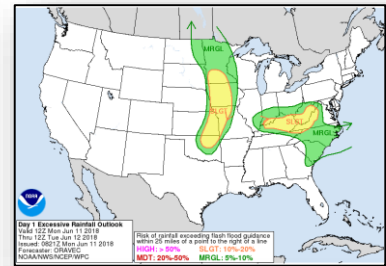 MRGL
SLGT
SLGT
MRGL
NOAA
Day 1 Excessive Rainfall Outlook
Valid 12Z Mon Jun 11 2018
Thru 12Z Tue Jun 12 2018
Issued: 0821Z Mon Jun 11 2018
Forecaster: ORAVEC
NOAA/NWS/NCEP/WPC
Risk of rainfall exceeding flash flood guidance
within 25 miles of a point to the right of a line
HIGH: > 50% SLGT: 10%-20%
MDT: 20%-50% MRGL: 5%-10%